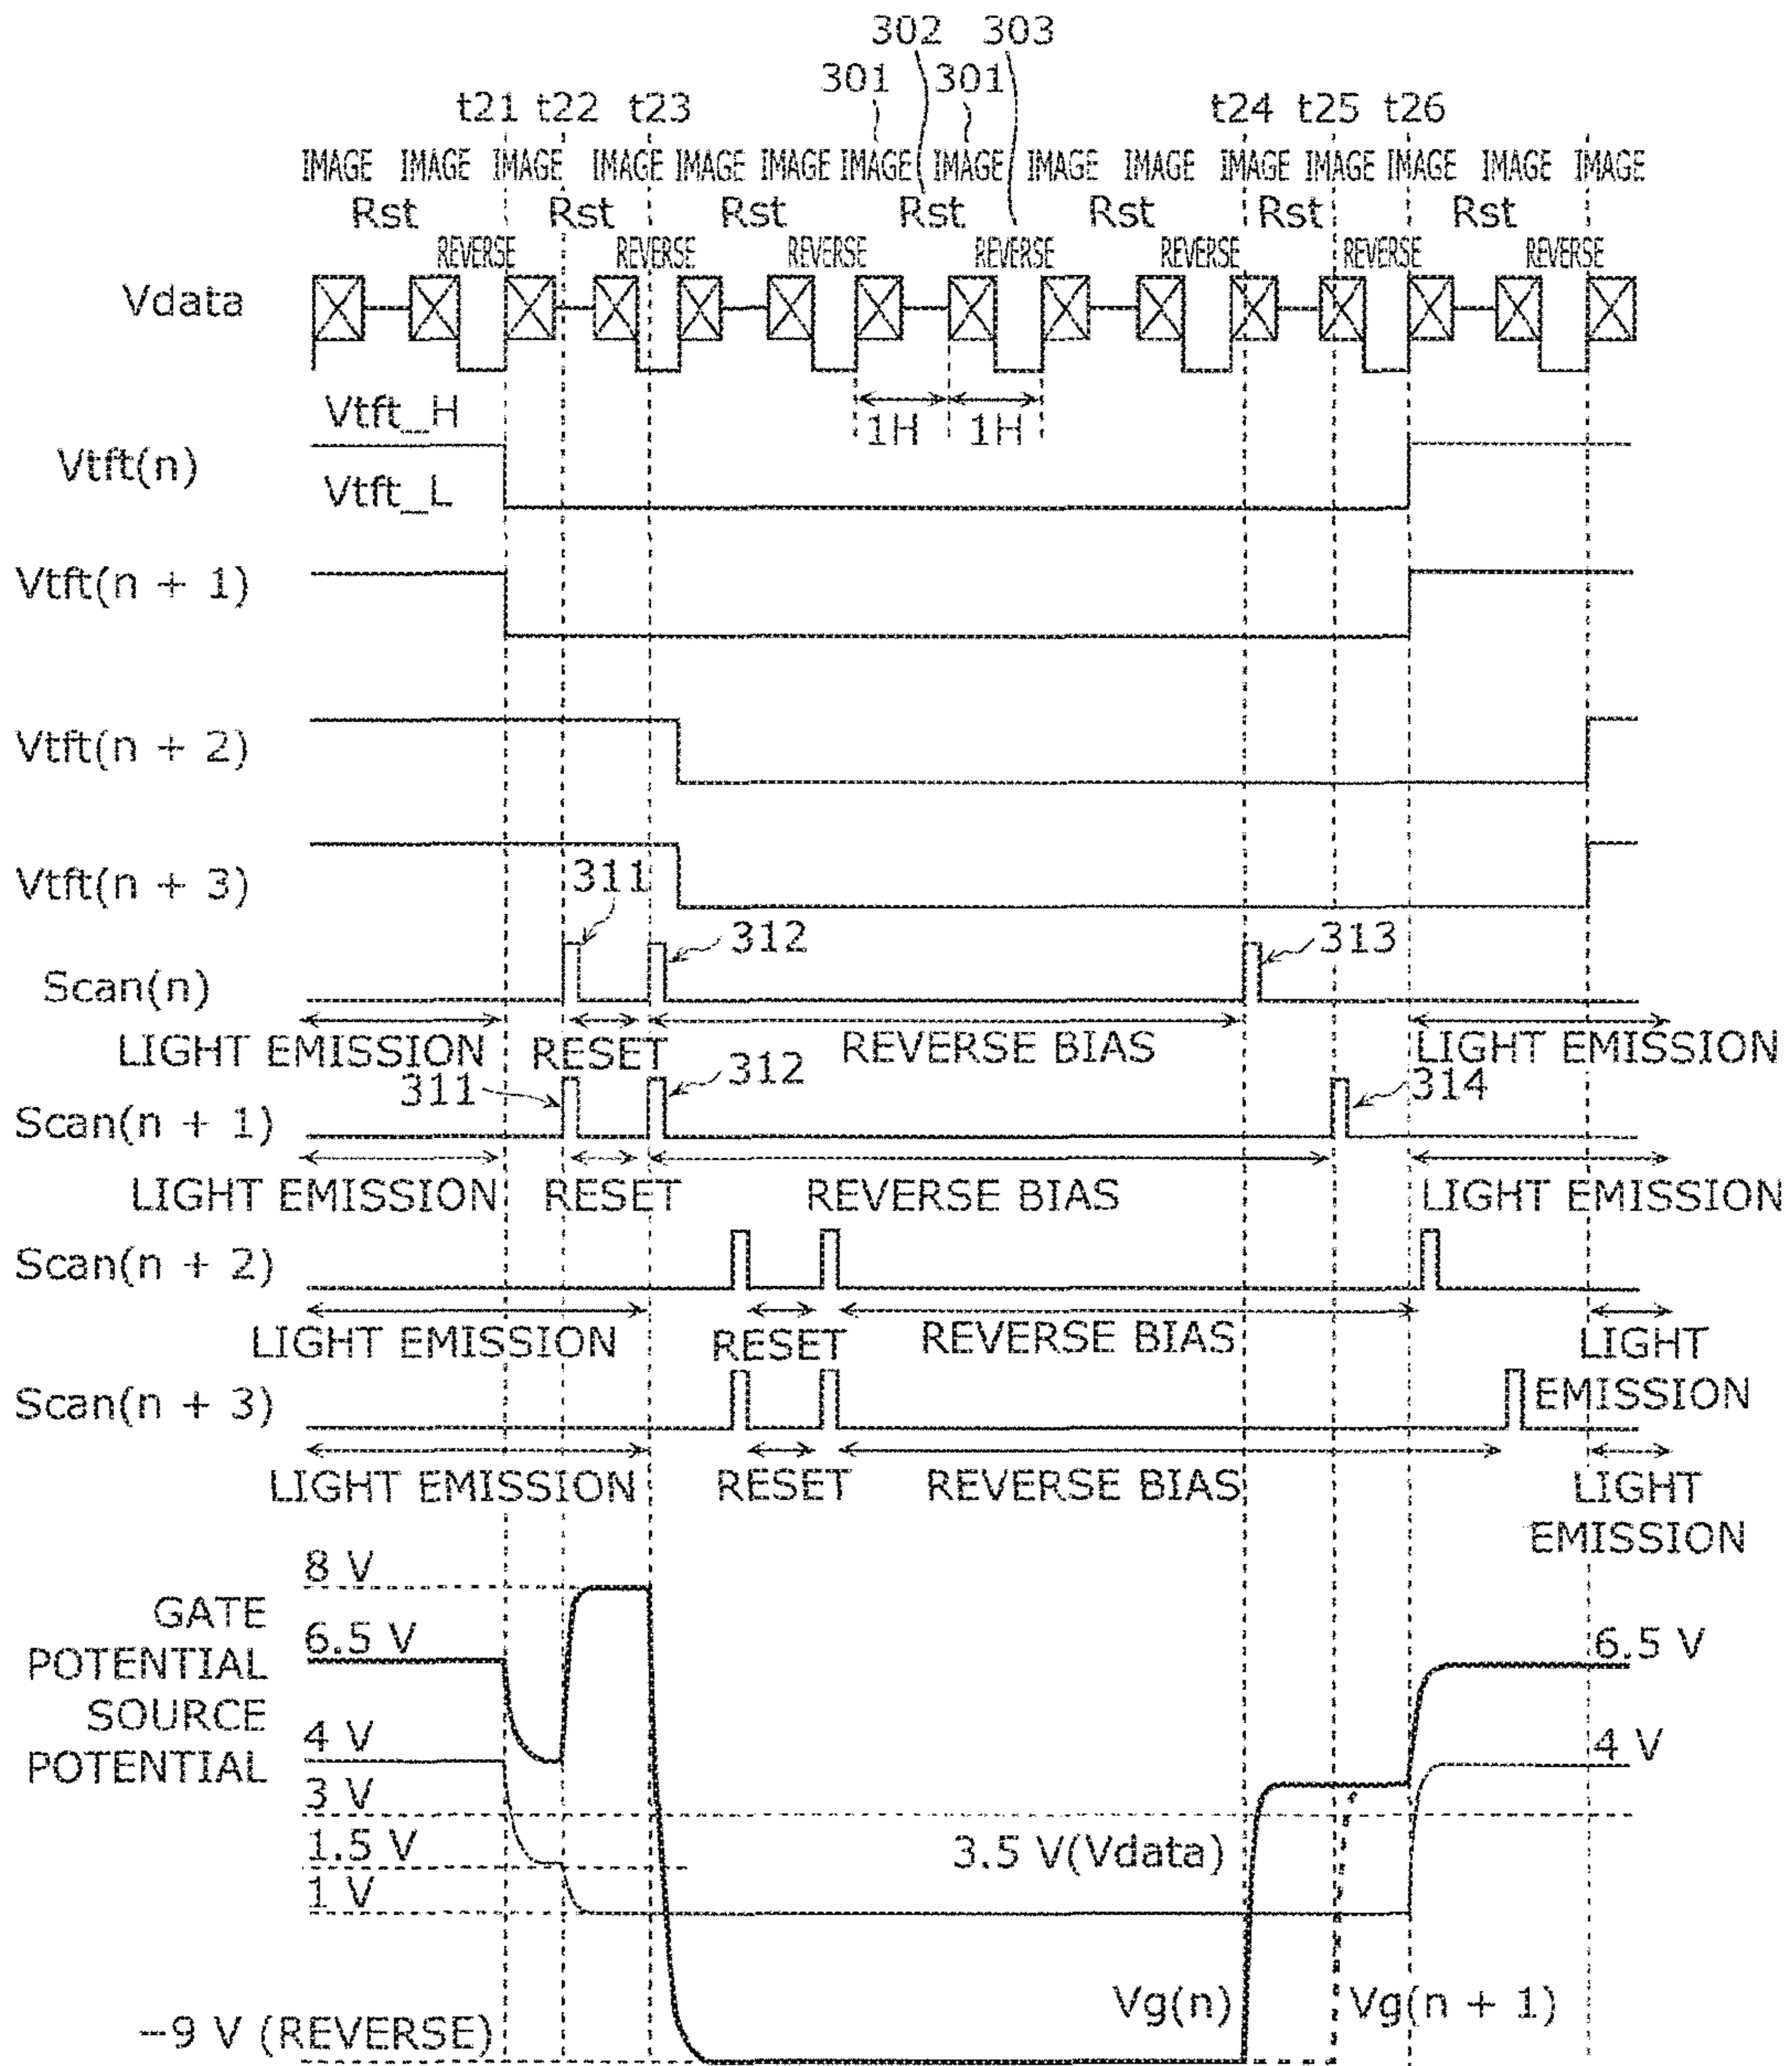 302 303
301 301
t21 t22 t23 t24 t25 t26
IMAGE IMAGE IMAGE IMAGE IMAGE IMAGE IMAGE IMAGE IMAGE IMAGE IMAGE IMAGE IMAGE IMAGE IMAGE
Rst Rst Rst Rst Rst Rst Rst
REVERSE REVERSE REVERSE REVERSE REVERSE REVERSE REVERSE
Vdata
1H 1H
Vtft_H
Vtft(n)
Vtft_L
Vtft(n + 1)
Vtft(n + 2)
Vtft(n + 3)
311
312 313
Scan(n)
LIGHT EMISSION RESET REVERSE BIAS LIGHT EMISSION
311 312 314
Scan(n + 1)
LIGHT EMISSION RESET REVERSE BIAS LIGHT EMISSION
Scan(n + 2)
LIGHT EMISSION RESET REVERSE BIAS LIGHT
EMISSION
Scan(n + 3)
LIGHT EMISSION RESET REVERSE BIAS LIGHT
EMISSION
8 V
GATE
POTENTIAL
SOURCE
POTENTIAL
6.5 V 6.5 V
4 V 4 V
3 V
1.5 V 3.5 V(Vdata)
1 V
Vg(n) Vg(n + 1)
−9 V (REVERSE)